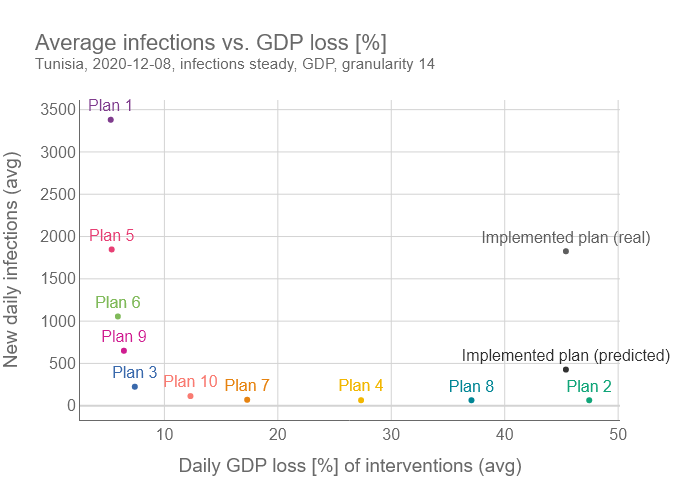 Average infections vs. GDP loss [%]
Tunisia, 2020-12-08, infections steady, GDP, granularity 14
New daily infections (avg)
3500
3000
2500
2000
1500
1000
500
0
Plan 1
Plan 5
Implemented plan (real)
Plan 6
Plan 9
Implemented plan (predicted)
Plan 3
Plan 10
Plan 7
Plan 4
Plan 8
Plan 2
10
20
30
40
50
Daily GDP loss [%] of interventions (avg)